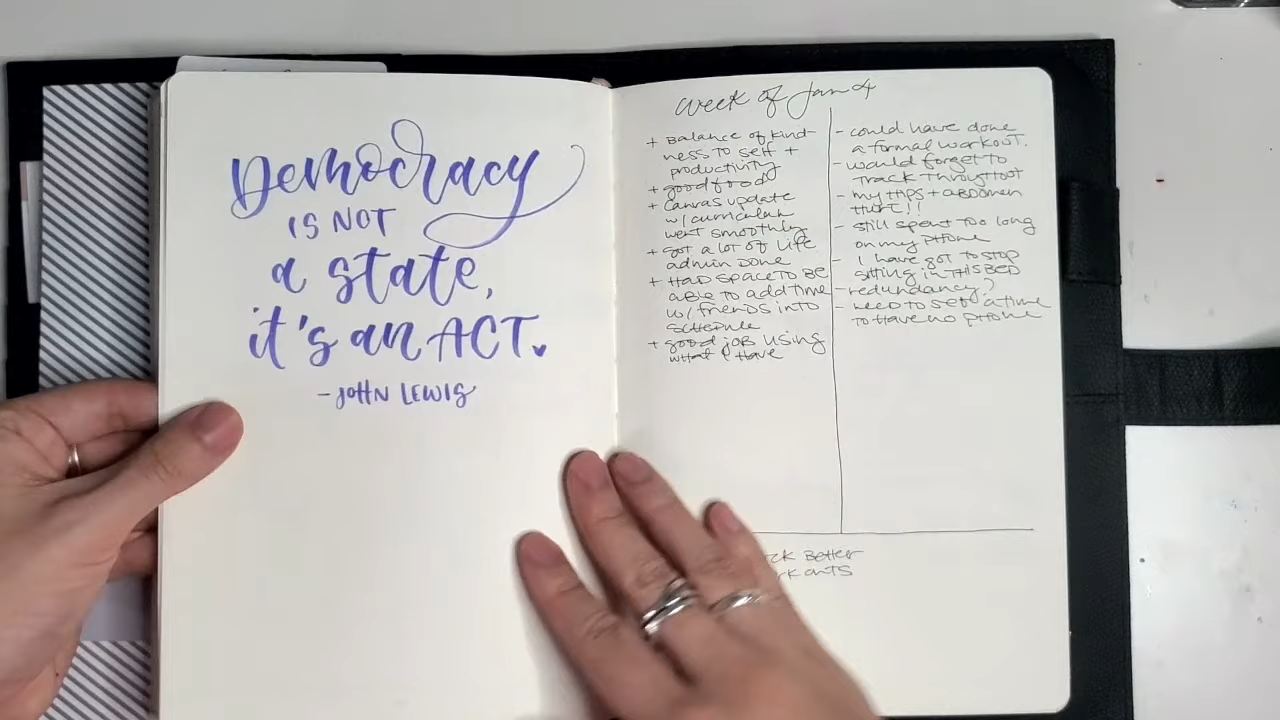 Democracy
IS NOT
a state,
it's an ACT.
- JOHN LEWIS
Week of Jan 4
+ Balance of kind-
ness to self +
productivity
+ good food
+ Canvas update
w/ curriculum
went smoothly
+ got a lot of life
admin done
+ Had space to be
able to add time
w/ friends into
schedule
+ good job using
what I have
- could have done
a formal workout.
- would forget to
track throughout
- my hips + abdomen
hurt!!
- still spent too long
on my phone
- I have got to stop
sitting in THIS BED
- redundancy?
- need to set a time
to have no phone
Better